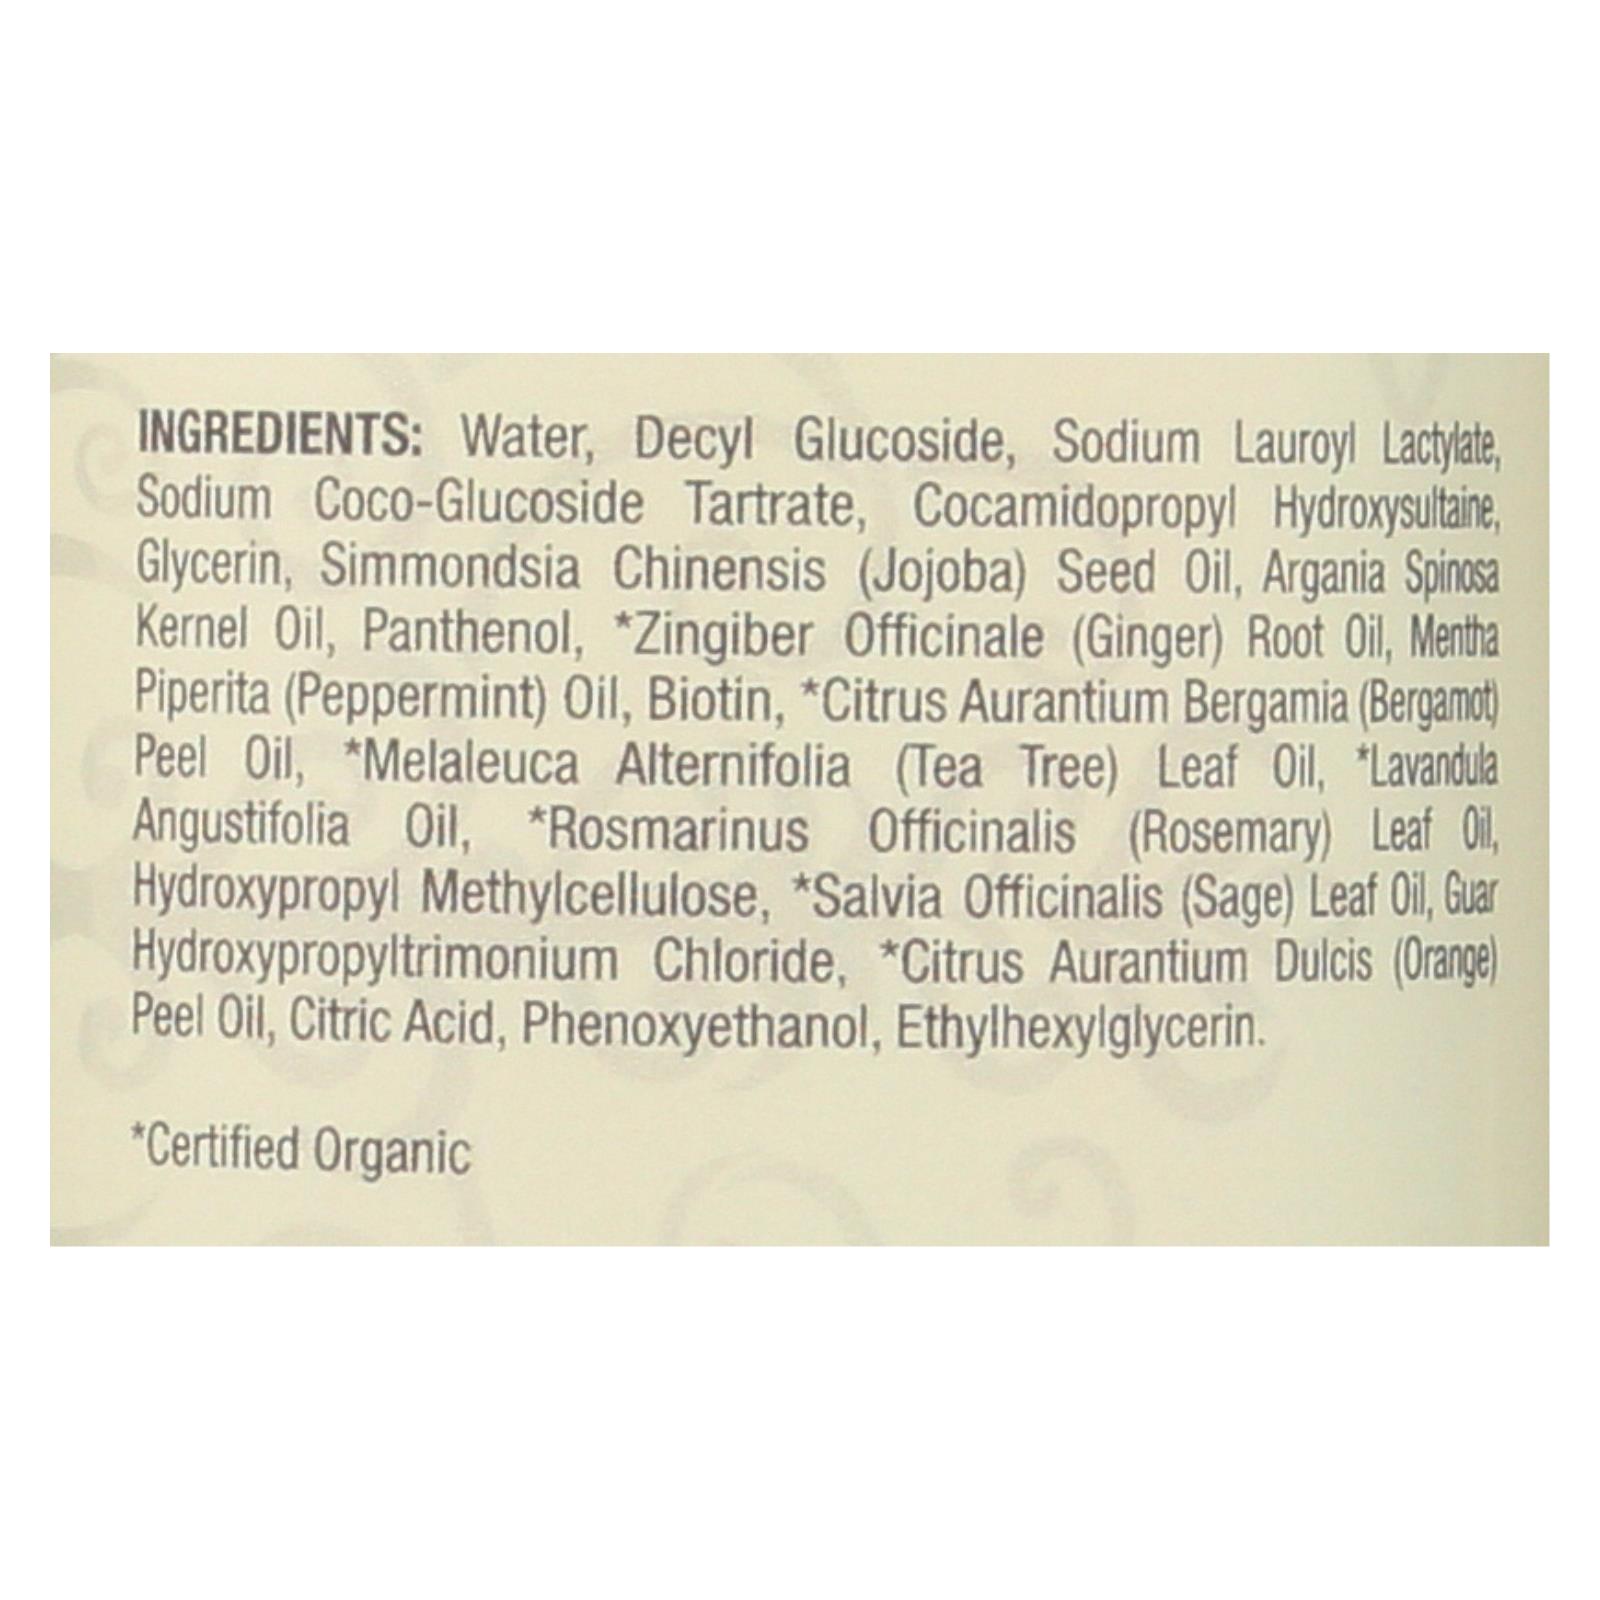 INGREDIENTS: Water, Decyl Glucoside, Sodium Lauroyl Lactylate,
Sodium Coco-Glucoside Tartrate, Cocamidopropyl Hydroxysultaine,
Glycerin, Simmondsia Chinensis (Jojoba) Seed Oil, Argania Spinosa
Kernel Oil, Panthenol, *Zingiber Officinale (Ginger) Root Oil, Mentha
Piperita (Peppermint) Oil, Biotin, *Citrus Aurantium Bergamia (Bergamot)
Peel Oil, *Melaleuca Alternifolia (Tea Tree) Leaf Oil, *Lavandula
Angustifolia Oil, *Rosmarinus Officinalis (Rosemary) Leaf Oil,
Hydroxypropyl Methylcellulose, *Salvia Officinalis (Sage) Leaf Oil, Guar
Hydroxypropyltrimonium Chloride, *Citrus Aurantium Dulcis (Orange)
Peel Oil, Citric Acid, Phenoxyethanol, Ethylhexylglycerin.
*Certified Organic